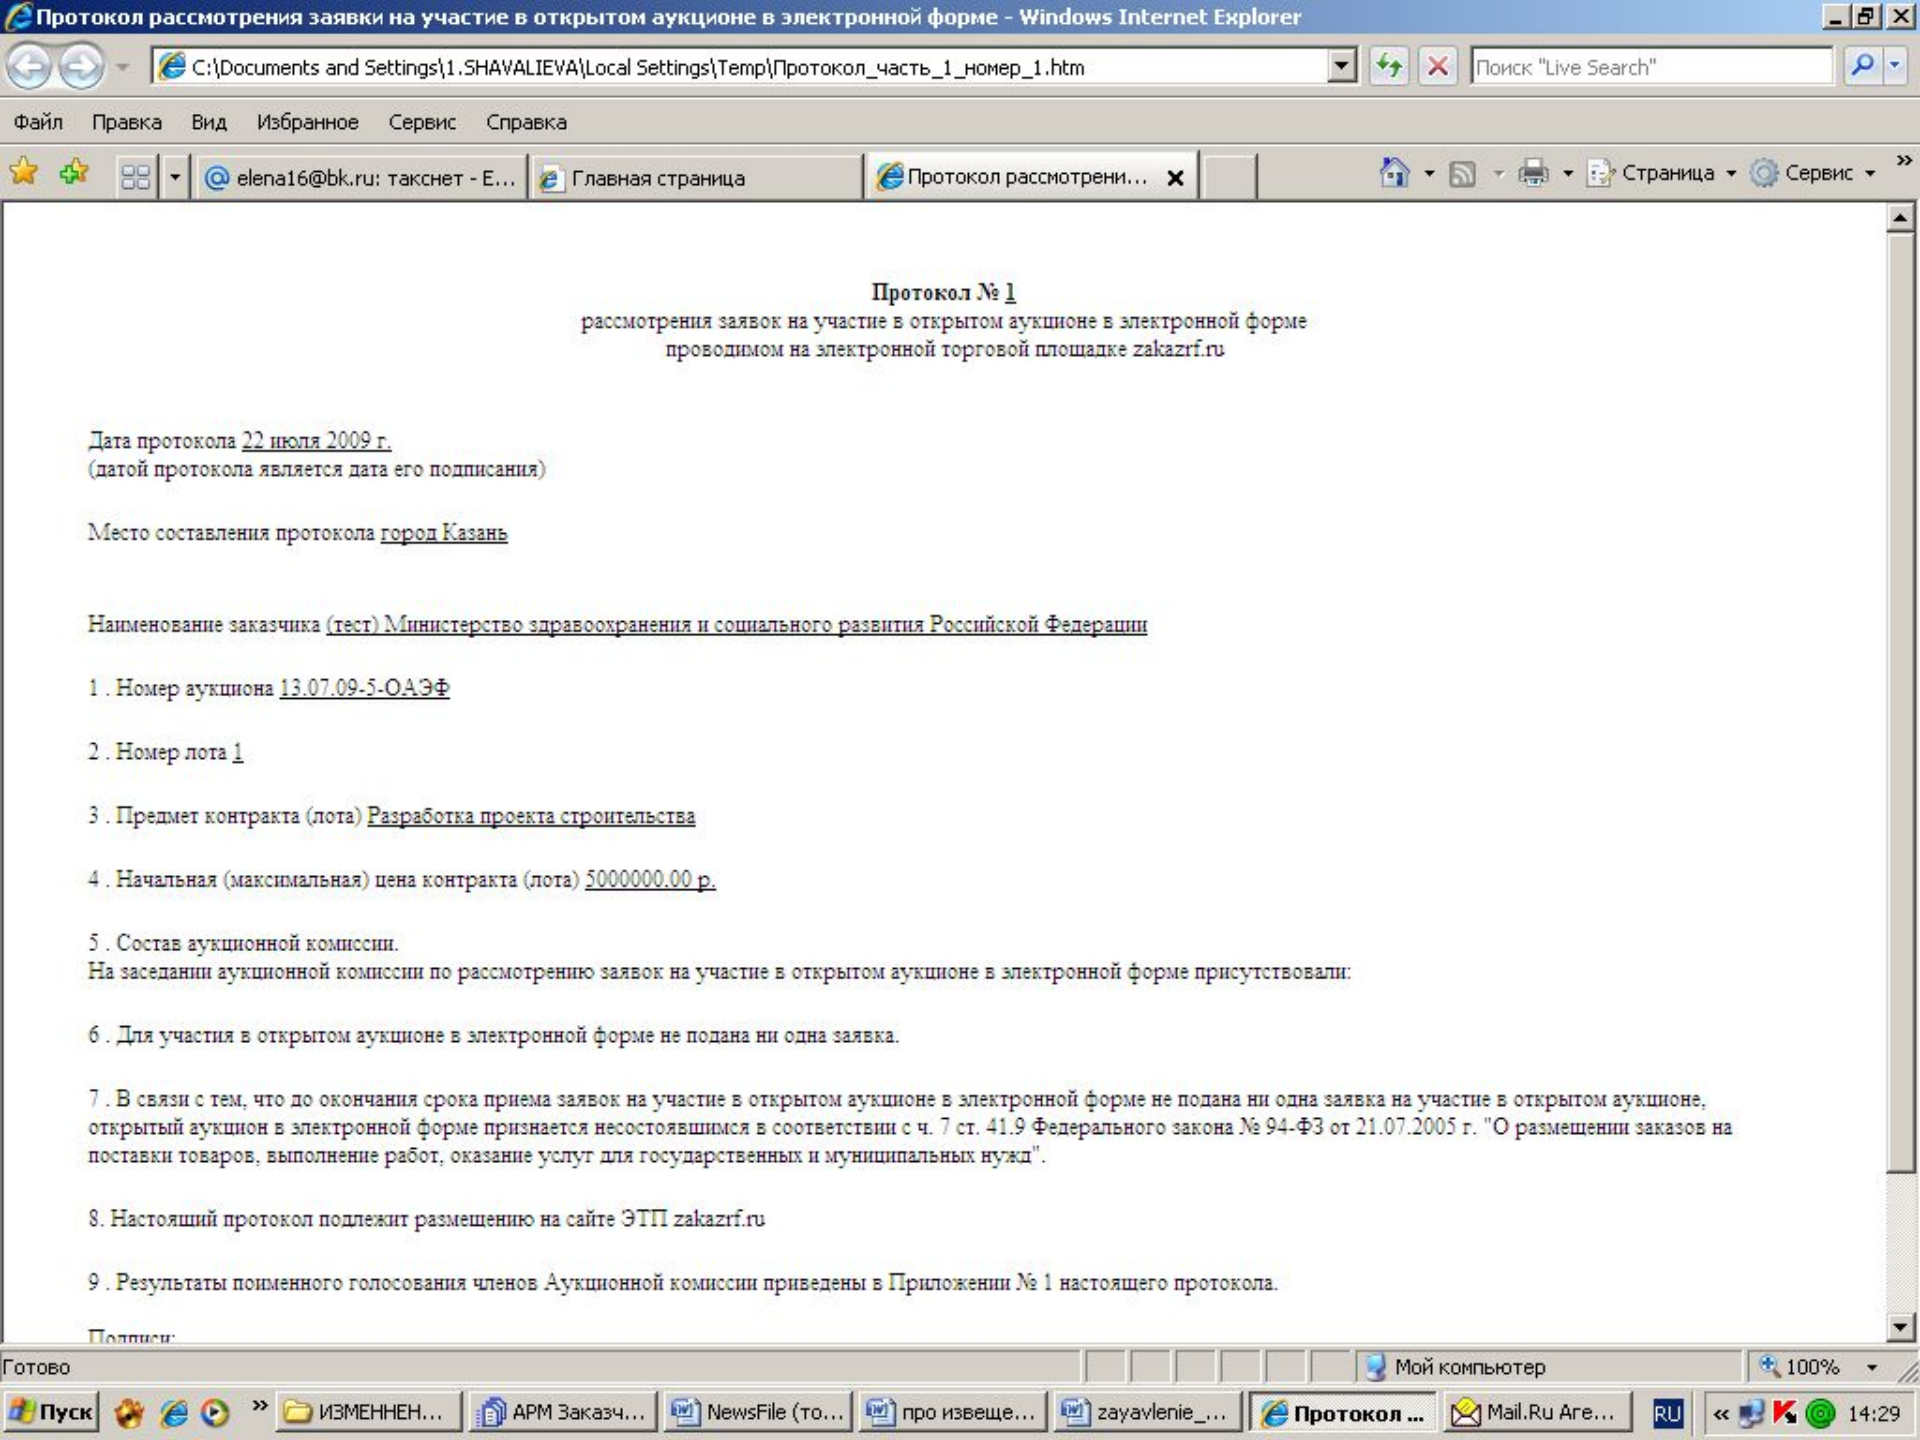 Протокол рассмотрения заявки на участие в открытом аукционе в электронной форме - Windows Internet Explorer
C:\Documents and Settings\1.SHAVALIEVA\Local Settings\Temp\Протокол_часть_1_номер_1.htm
Поиск "Live Search"
Файл Правка Вид Избранное Сервис Справка
elena16@bk.ru: такснет - E... Главная страница Протокол рассмотрени... Страница Сервис »
Протокол № 1
рассмотрения заявок на участие в открытом аукционе в электронной форме
проводимом на электронной торговой площадке zakazrf.ru
Дата протокола 22 июля 2009 г.
(датой протокола является дата его подписания)
Место составления протокола город Казань
Наименование заказчика (тест) Министерство здравоохранения и социального развития Российской Федерации
1 . Номер аукциона 13.07.09-5-ОАЭФ
2 . Номер лота 1
3 . Предмет контракта (лота) Разработка проекта строительства
4 . Начальная (максимальная) цена контракта (лота) 5000000.00 р.
5 . Состав аукционной комиссии.
На заседании аукционной комиссии по рассмотрению заявок на участие в открытом аукционе в электронной форме присутствовали:
6 . Для участия в открытом аукционе в электронной форме не подана ни одна заявка.
7 . В связи с тем, что до окончания срока приема заявок на участие в открытом аукционе в электронной форме не подана ни одна заявка на участие в открытом аукционе,
открытый аукцион в электронной форме признается несостоявшимся в соответствии с ч. 7 ст. 41.9 Федерального закона № 94-ФЗ от 21.07.2005 г. "О размещении заказов на
поставки товаров, выполнение работ, оказание услуг для государственных и муниципальных нужд".
8. Настоящий протокол подлежит размещению на сайте ЭТП zakazrf.ru
9 . Результаты поименного голосования членов Аукционной комиссии приведены в Приложении № 1 настоящего протокола.
Подписи:
Готово Мой компьютер 100%
Пуск » ИЗМЕННЕН... АРМ Заказч... NewsFile (то... про извеще... zayavlenie_... Протокол ... Mail.Ru Аге... RU « 14:29